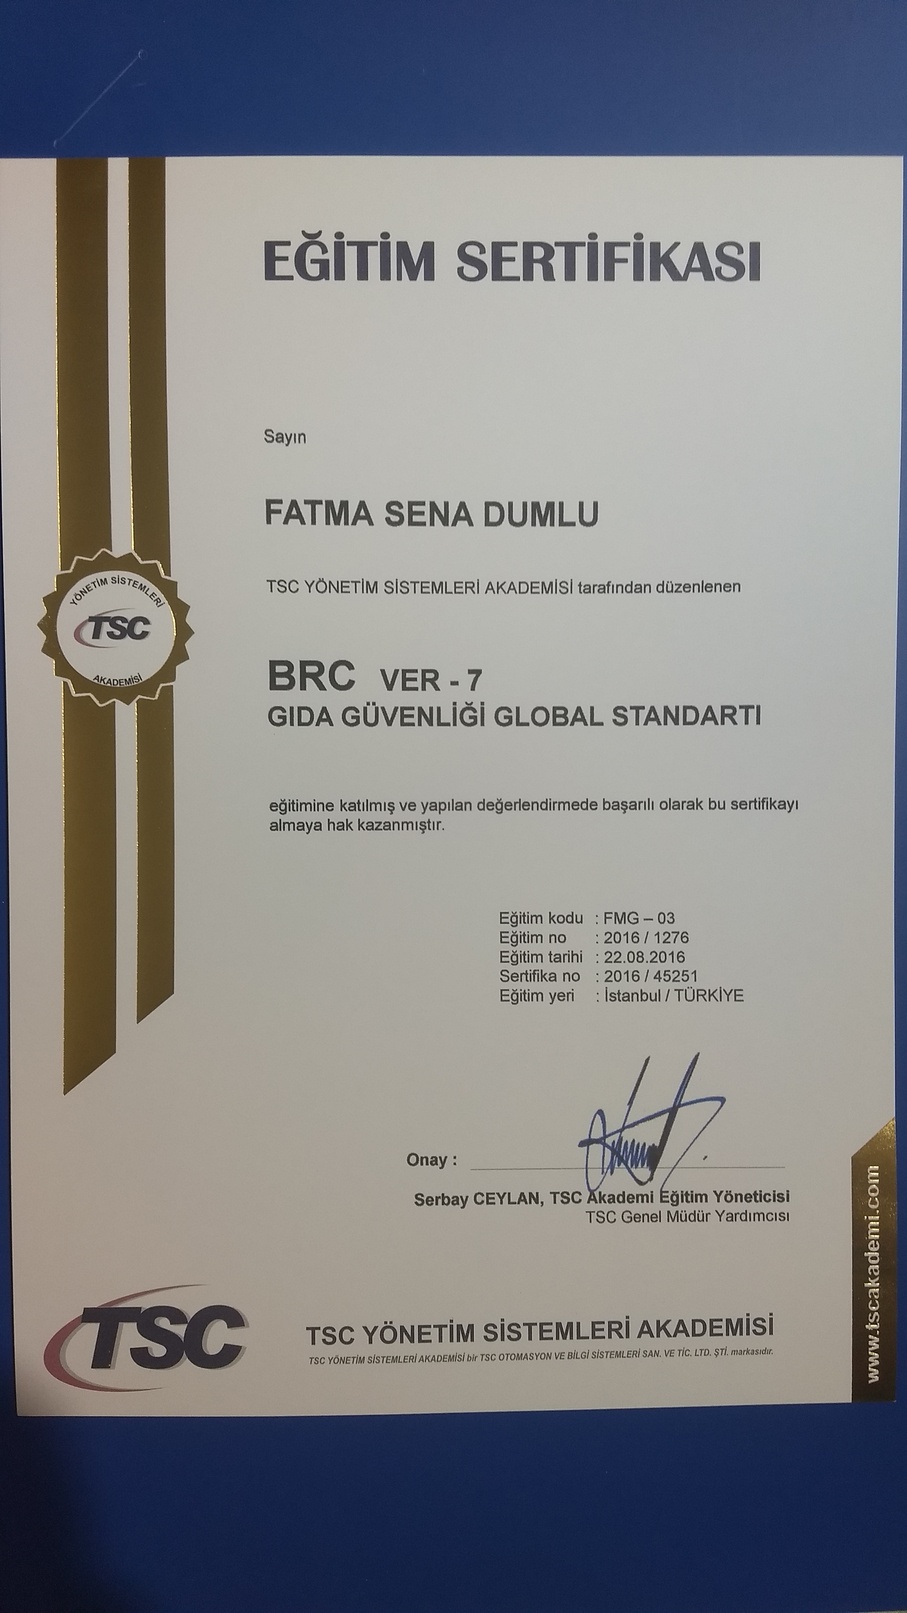 EĞİTİM SERTİFİKASI
Sayın
FATMA SENA DUMLU
TSC YÖNETİM SİSTEMLERİ AKADEMİSİ tarafından düzenlenen
YÖNETİM SİSTEMLERİ
TSC
AKADEMİSİ
BRC VER - 7
GIDA GÜVENLİĞİ GLOBAL STANDARTI
eğitimine katılmış ve yapılan değerlendirmede başarılı olarak bu sertifikayı
almaya hak kazanmıştır.
Eğitim kodu : FMG – 03
Eğitim no : 2016 / 1276
Eğitim tarihi : 22.08.2016
Sertifika no : 2016 / 45251
Eğitim yeri : İstanbul / TÜRKİYE
Onay :
Serbay CEYLAN, TSC Akademi Eğitim Yöneticisi
TSC Genel Müdür Yardımcısı
www.tscakademi.com
TSC
TSC YÖNETİM SİSTEMLERİ AKADEMİSİ
TSC YÖNETİM SİSTEMLERİ AKADEMİSİ bir TSC OTOMASYON VE BİLGİ SİSTEMLERİ SAN. VE TİC. LTD. ŞTİ. markasıdır.